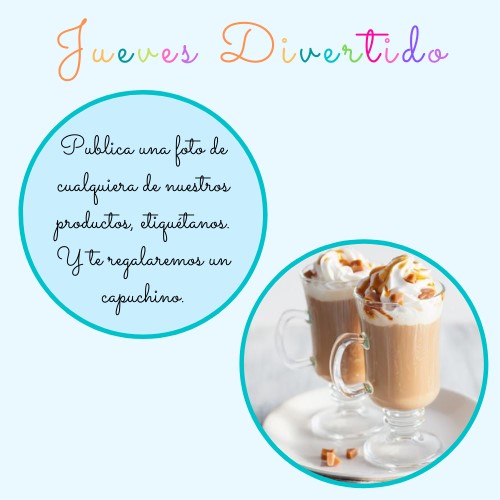 Jueves Divertido
Publica una foto de
cualquiera de nuestros
productos, etiquétanos.
Y te regalaremos un
capuchino.